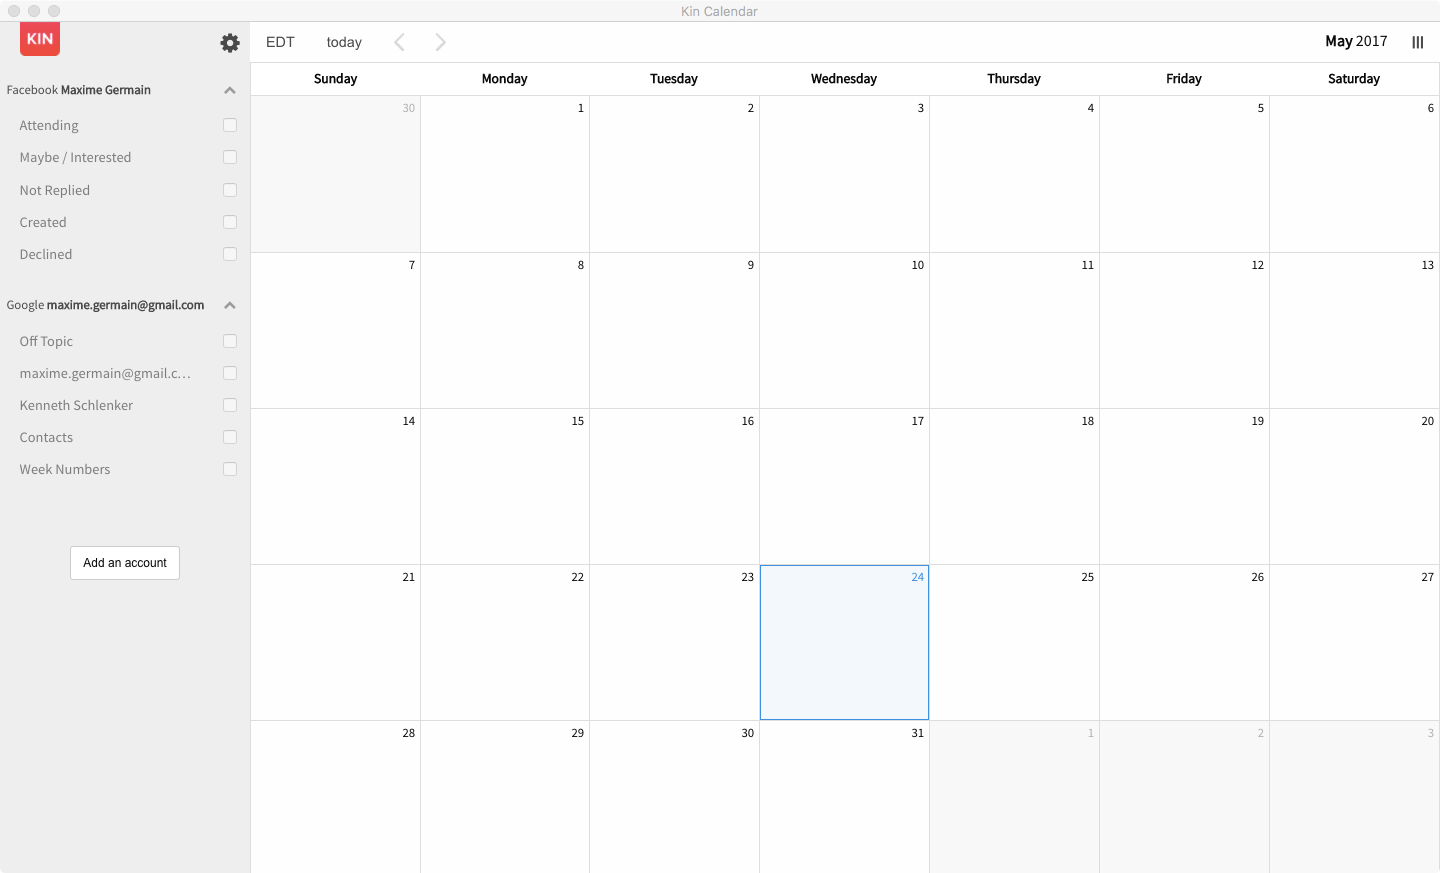 Kin Calendar
KIN
EDT today May 2017
Facebook Maxime Germain
Attending
Maybe / Interested
Not Replied
Created
Declined
Google maxime.germain@gmail.com
Off Topic
maxime.germain@gmail.c...
Kenneth Schlenker
Contacts
Week Numbers
Add an account
Sunday Monday Tuesday Wednesday Thursday Friday Saturday
30 1 2 3 4 5 6
7 8 9 10 11 12 13
14 15 16 17 18 19 20
21 22 23 24 25 26 27
28 29 30 31 1 2 3